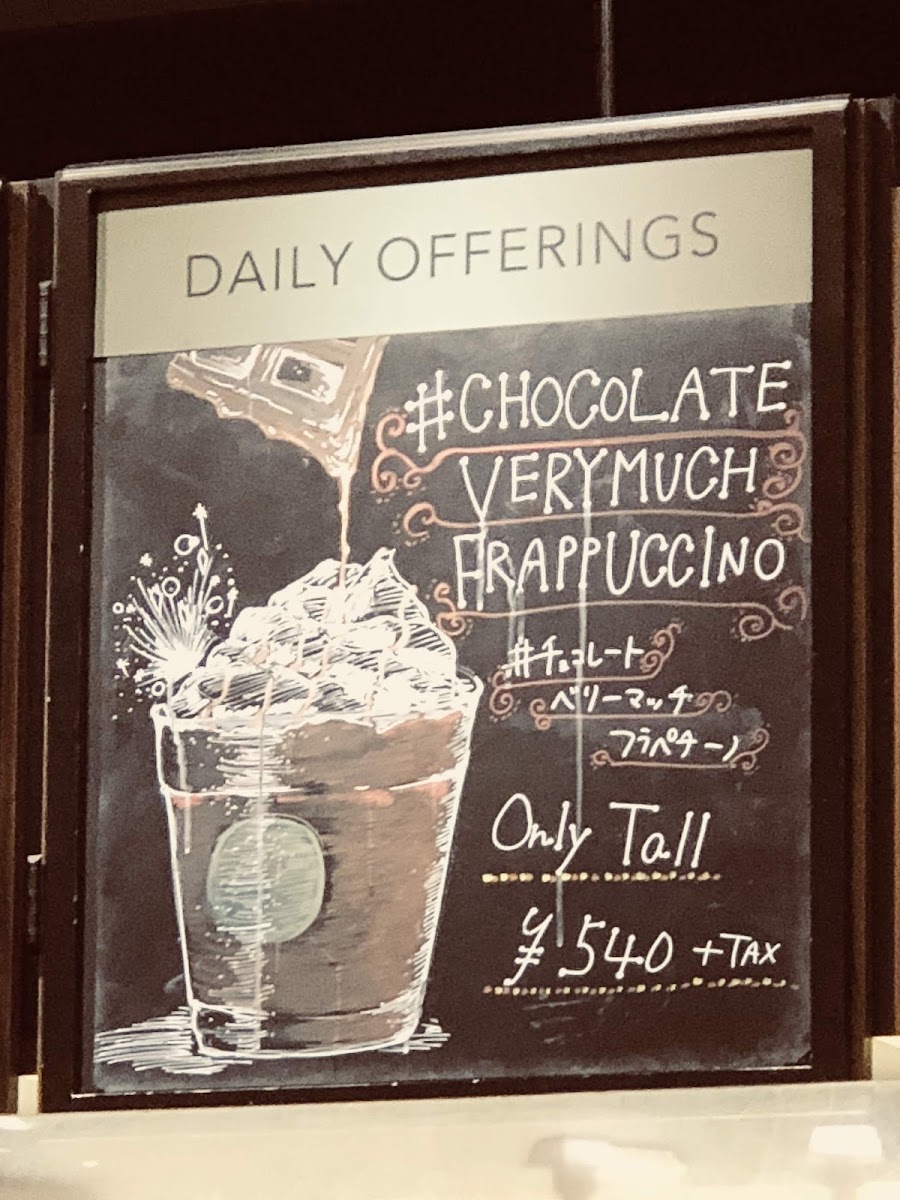 DAILY OFFERINGS
#CHOCOLATE
VERYMUCH
FRAPPUCCINO
#チョコレート
ベリーマッチ
フラペチーノ
Only Tall
¥540 +TAX